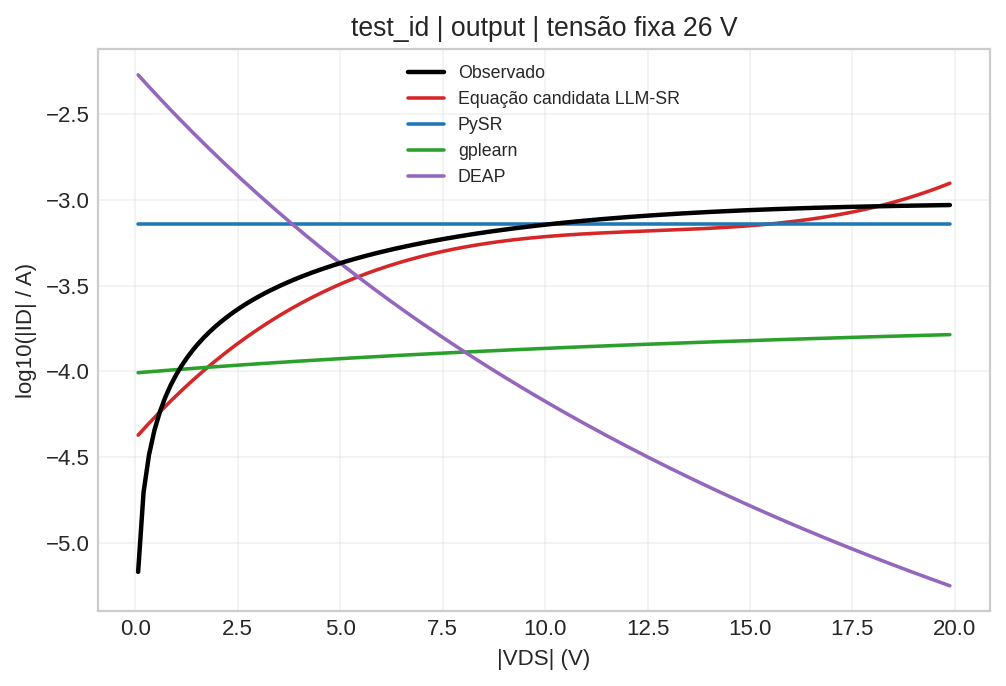 test_id | output | tensão fixa 26 V
Observado
Equação candidata LLM-SR
PySR
gplearn
DEAP
log10(|ID| / A)
−2.5
−3.0
−3.5
−4.0
−4.5
−5.0
0.0 2.5 5.0 7.5 10.0 12.5 15.0 17.5 20.0
|VDS| (V)